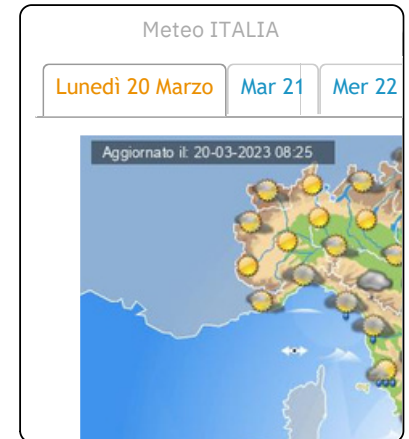 Meteo ITALIA
Lunedì 20 Marzo Mar 21 Mer 22
Aggiornato il: 20-03-2023 08:25